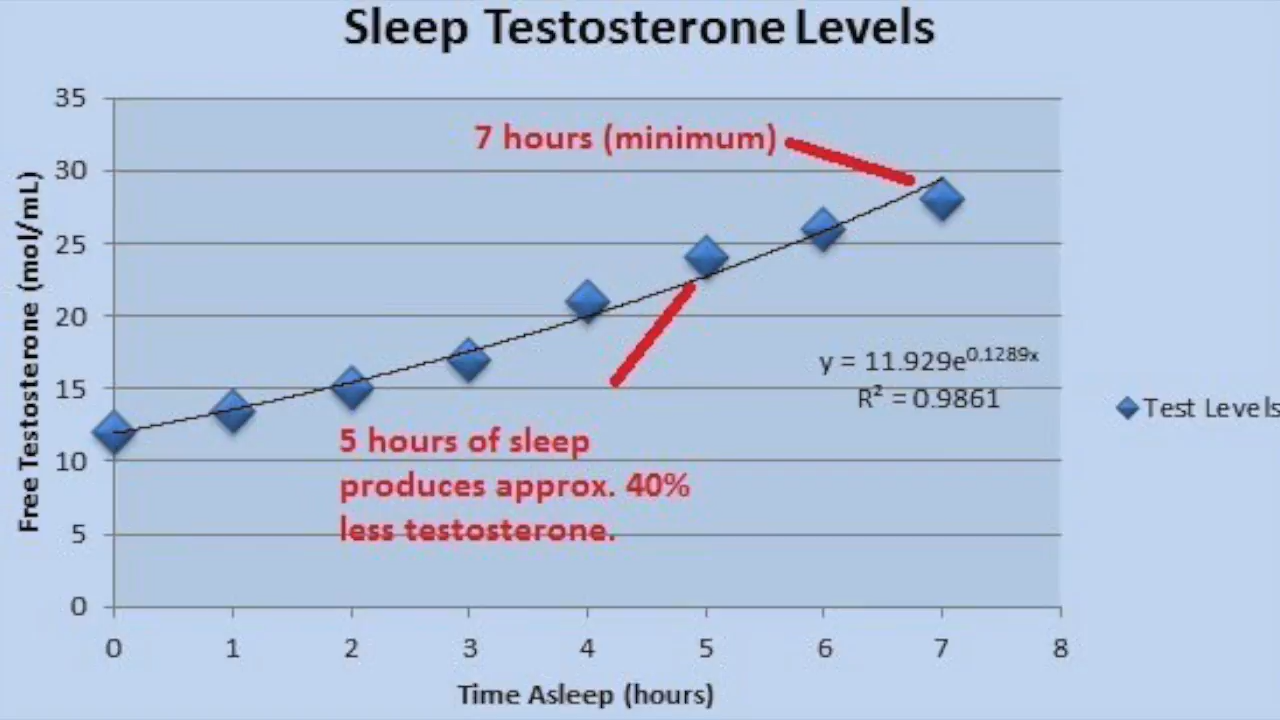 Sleep Testosterone Levels
35
30
25
20
15
10
5
0
Free Testosterone (mol/mL)
7 hours (minimum)
5 hours of sleep
produces approx. 40%
less testosterone.
y = 11.929e^0.1289x
R² = 0.9861
Test Levels
0 1 2 3 4 5 6 7 8
Time Asleep (hours)